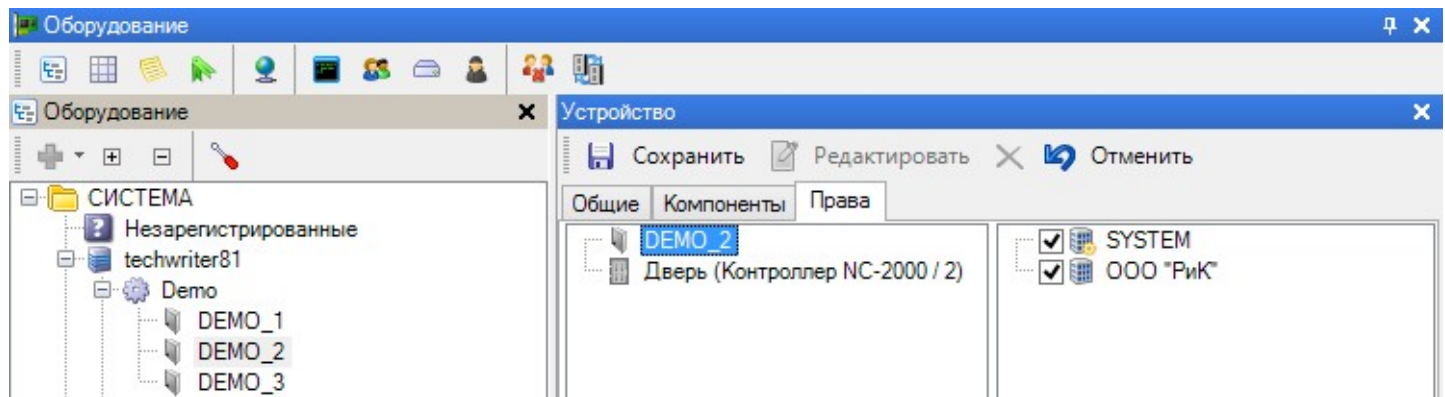 Оборудование
Оборудование
СИСТЕМА
Незарегистрированные
techwriter81
Demo
DEMO_1
DEMO_2
DEMO_3
Устройство
Сохранить Редактировать Отменить
Общие Компоненты Права
DEMO_2
Дверь (Контроллер NC-2000 / 2)
SYSTEM
ООО "РиК"